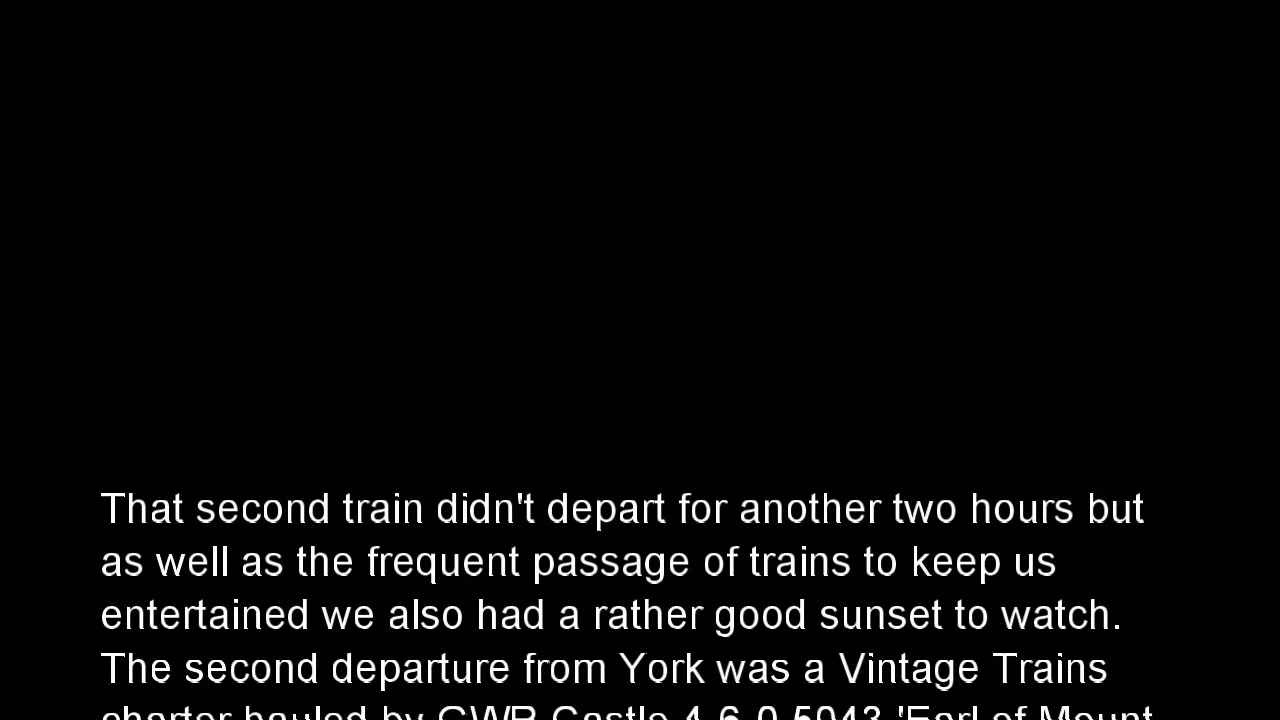 That second train didn't depart for another two hours but
as well as the frequent passage of trains to keep us
entertained we also had a rather good sunset to watch.
The second departure from York was a Vintage Trains
charter hauled by GWR Castle 4-6-0 5043 'Earl of Mount